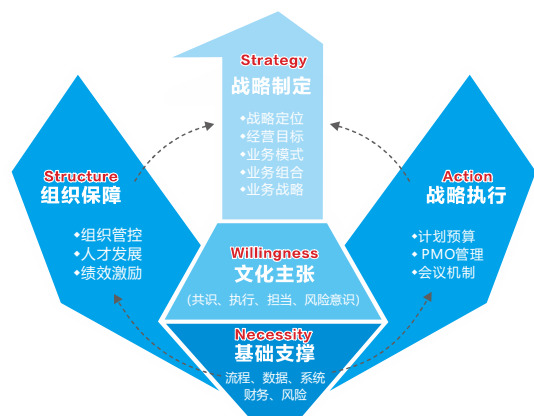 Strategy
战略制定
◆战略定位
◆经营目标
◆业务模式
◆业务组合
◆业务战略
Structure
组织保障
◆组织管控
◆人才发展
◆绩效激励
Action
战略执行
◆计划预算
◆PMO管理
◆会议机制
Willingness
文化主张
(共识、执行、担当、风险意识)
Necessity
基础支撑
流程、数据、系统
财务、风险